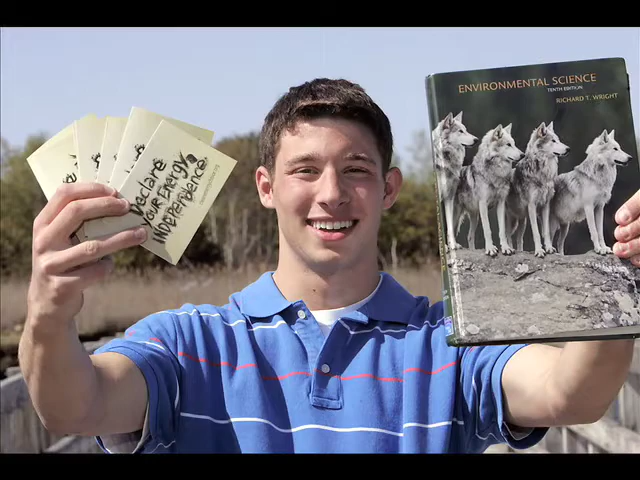 Declare
your Energy
INDEPENDENCE
ENVIRONMENTAL SCIENCE
TENTH EDITION
RICHARD T. WRIGHT